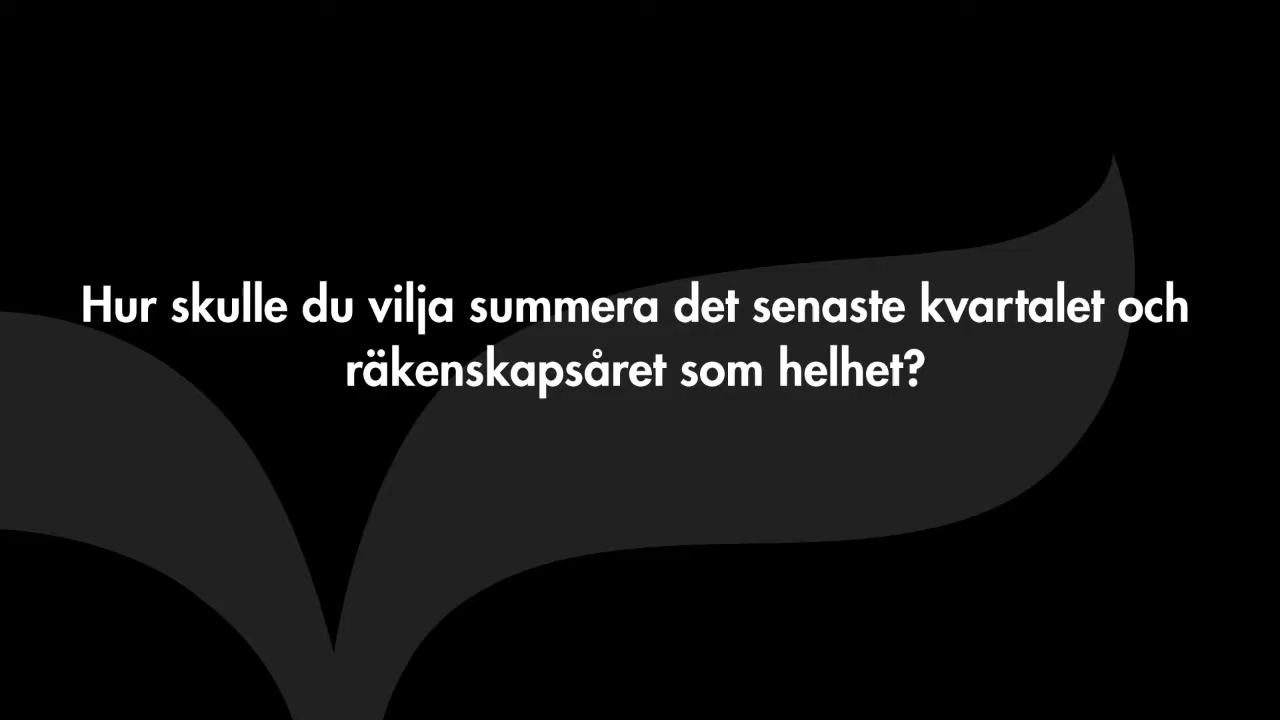 Hur skulle du vilja summera det senaste kvartalet och
räkenskapsåret som helhet?